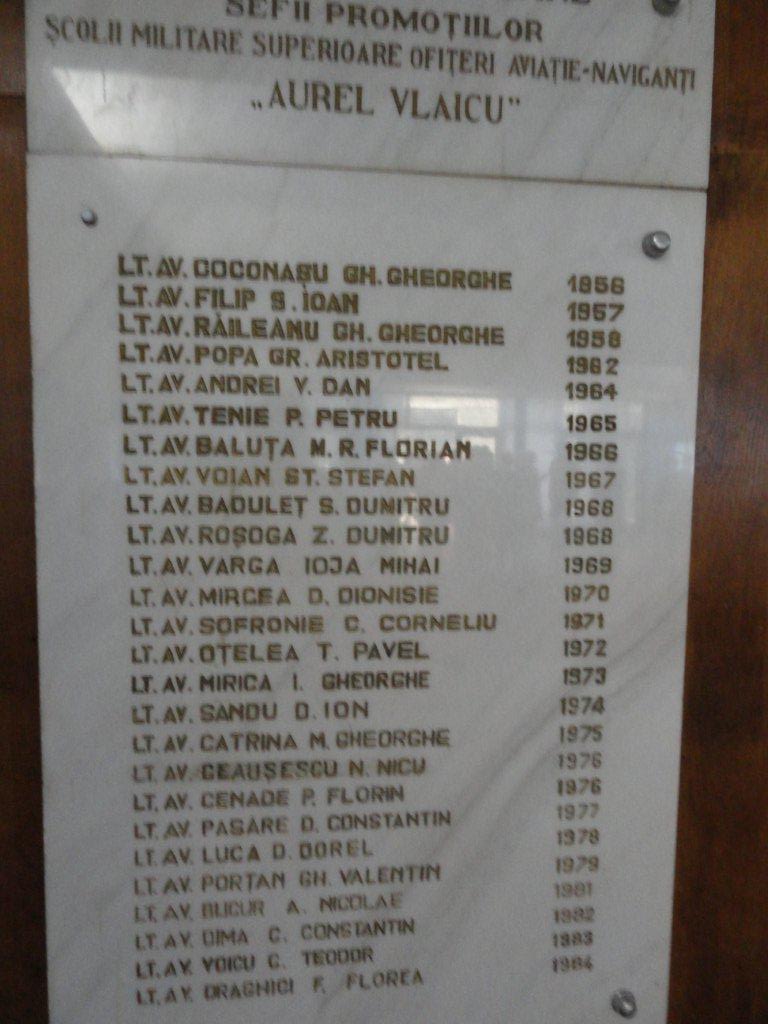 ȘEFII PROMOȚIILOR
ȘCOLII MILITARE SUPERIOARE OFIȚERI AVIAȚIE-NAVIGANȚI
„AUREL VLAICU”
LT. AV. COCONAȘU GH. GHEORGHE 1956
LT. AV. FILIP S. IOAN 1957
LT. AV. RĂILEANU GH. GHEORGHE 1958
LT. AV. POPA GR. ARISTOTEL 1962
LT. AV. ANDREI V. DAN 1964
LT. AV. TENIE P. PETRU 1965
LT. AV. BALUȚA M. R. FLORIAN 1966
LT. AV. VOIAN ST. STEFAN 1967
LT. AV. BADULEȚ S. DUMITRU 1968
LT. AV. ROȘOGA Z. DUMITRU 1968
LT. AV. VARGA IOJA MIHAI 1969
LT. AV. MIRCEA D. DIONISIE 1970
LT. AV. SOFRONIE C. CORNELIU 1971
LT. AV. OȚELEA T. PAVEL 1972
LT. AV. MIRICA I. GHEORGHE 1973
LT. AV. SANDU D. ION 1974
LT. AV. CATRINA M. GHEORGHE 1975
LT. AV. CEAUȘESCU N. NICU 1976
LT. AV. CENADE P. FLORIN 1976
LT. AV. PASĂRE D. CONSTANTIN 1977
LT. AV. LUCA D. DOREL 1978
LT. AV. PORTAN GH. VALENTIN 1979
LT. AV. BUCUR A. NICOLAE 1981
LT. AV. DIMA C. CONSTANTIN 1982
LT. AV. VOICU C. TEODOR 1983
LT. AV. DRAGHICI F. FLOREA 1984